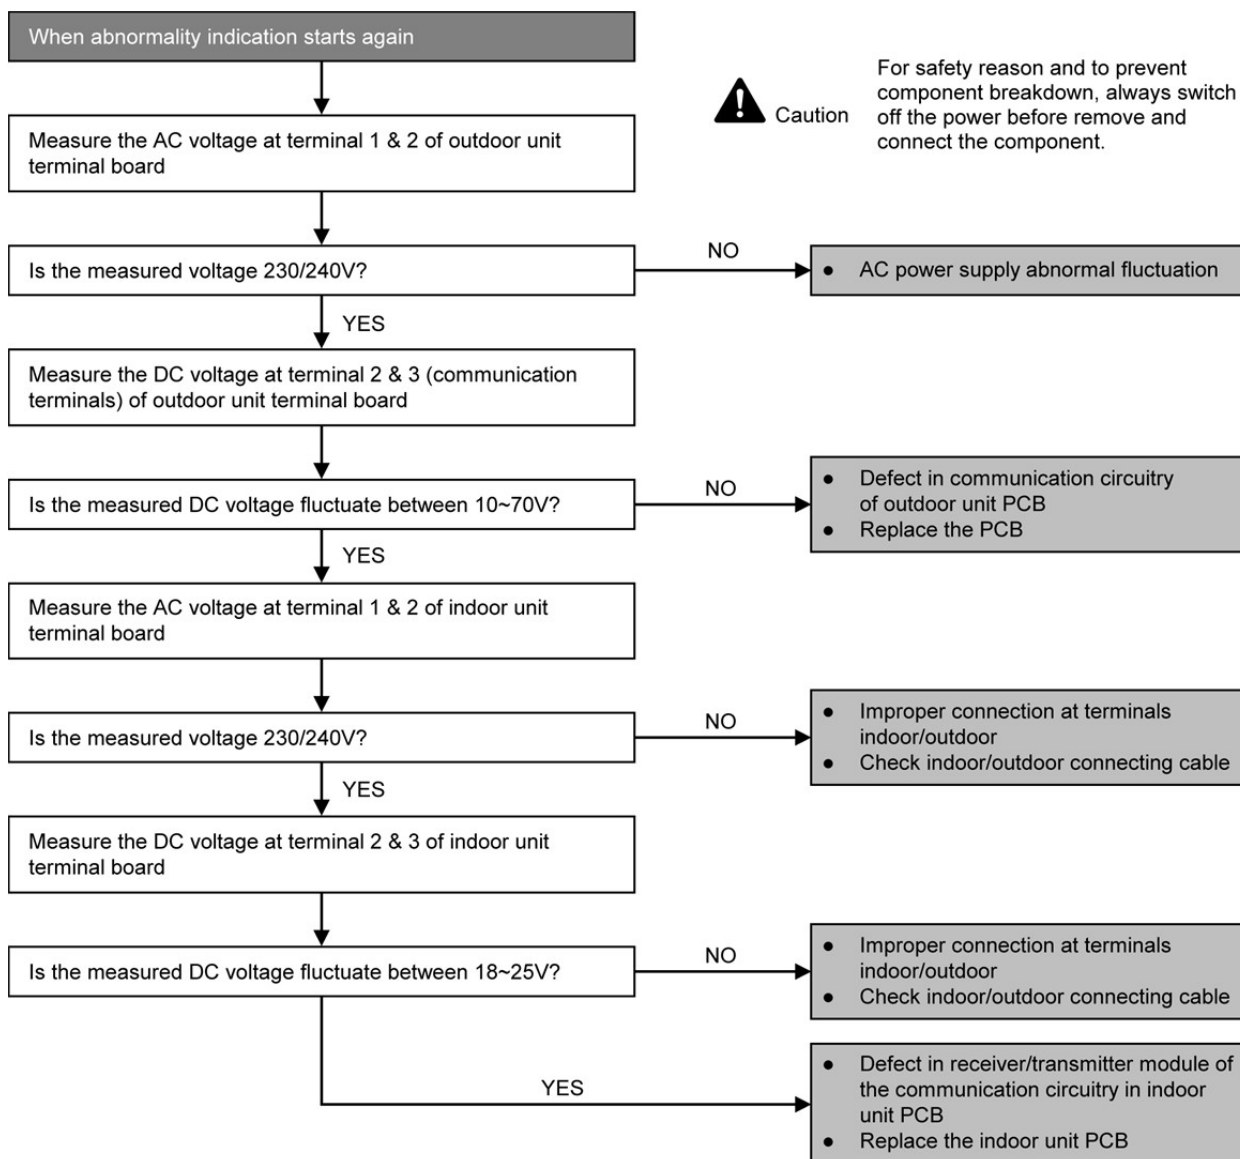 When abnormality indication starts again
Caution
For safety reason and to prevent
component breakdown, always switch
off the power before remove and
connect the component.
Measure the AC voltage at terminal 1 & 2 of outdoor unit
terminal board
Is the measured voltage 230/240V?
NO
● AC power supply abnormal fluctuation
YES
Measure the DC voltage at terminal 2 & 3 (communication
terminals) of outdoor unit terminal board
Is the measured DC voltage fluctuate between 10~70V?
NO
● Defect in communication circuitry
of outdoor unit PCB
● Replace the PCB
YES
Measure the AC voltage at terminal 1 & 2 of indoor unit
terminal board
Is the measured voltage 230/240V?
NO
● Improper connection at terminals
indoor/outdoor
● Check indoor/outdoor connecting cable
YES
Measure the DC voltage at terminal 2 & 3 of indoor unit
terminal board
Is the measured DC voltage fluctuate between 18~25V?
NO
● Improper connection at terminals
indoor/outdoor
● Check indoor/outdoor connecting cable
YES
● Defect in receiver/transmitter module of
the communication circuitry in indoor
unit PCB
● Replace the indoor unit PCB